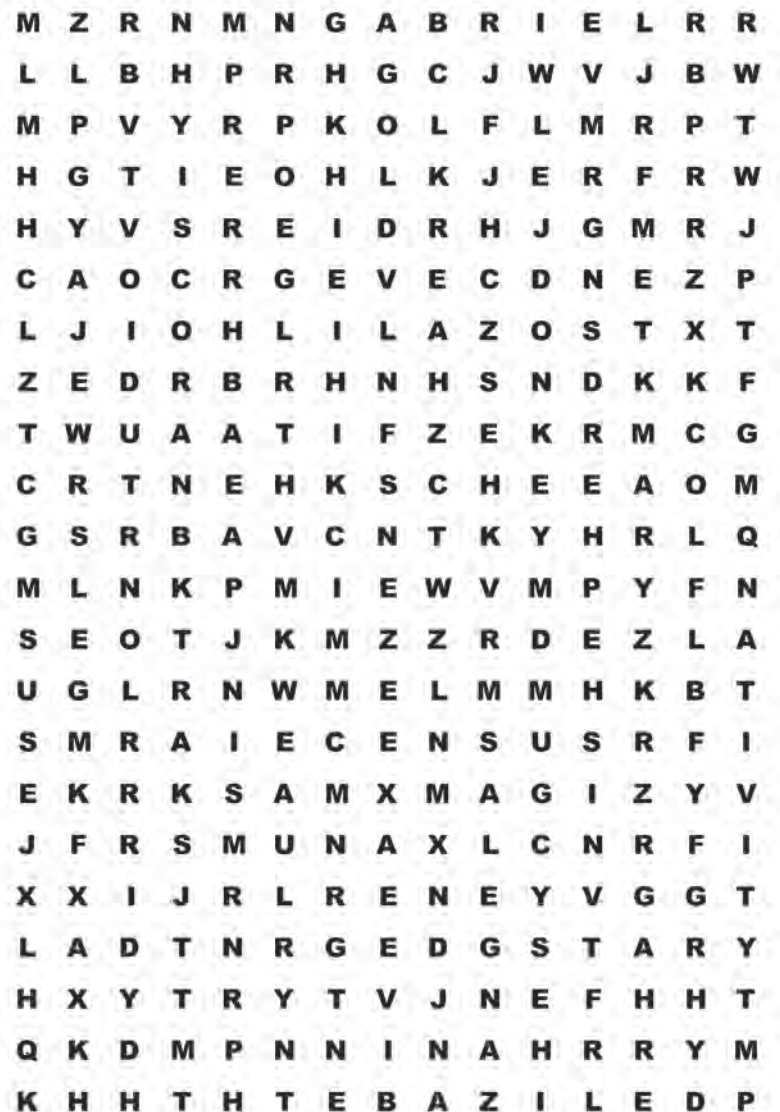 M Z R N M N G A B R I E L R R
L L B H P R H G C J W V J B W
M P V Y R P K O L F L M R P T
H G T I E O H L K J E R F R W
H Y V S R E I D R H J G M R J
C A O C R G E V E C D N E Z P
L J I O H L I L A Z O S T X T
Z E D R B R H N H S N D K K F
T W U A A T I F Z E K R M C G
C R T N E H K S C H E E A O M
G S R B A V C N T K Y H R L Q
M L N K P M I E W V M P Y F N
S E O T J K M Z Z R D E Z L A
U G L R N W M E L M M H K B T
S M R A I E C E N S U S R F I
E K R K S A M X M A G I Z Y V
J F R S M U N A X L C N R F I
X X I J R L R E N E Y V G G T
L A D T N R G E D G S T A R Y
H X Y T R Y T V J N E F H H T
Q K D M P N N I N A H R R Y M
K H H T H T E B A Z I L E D P